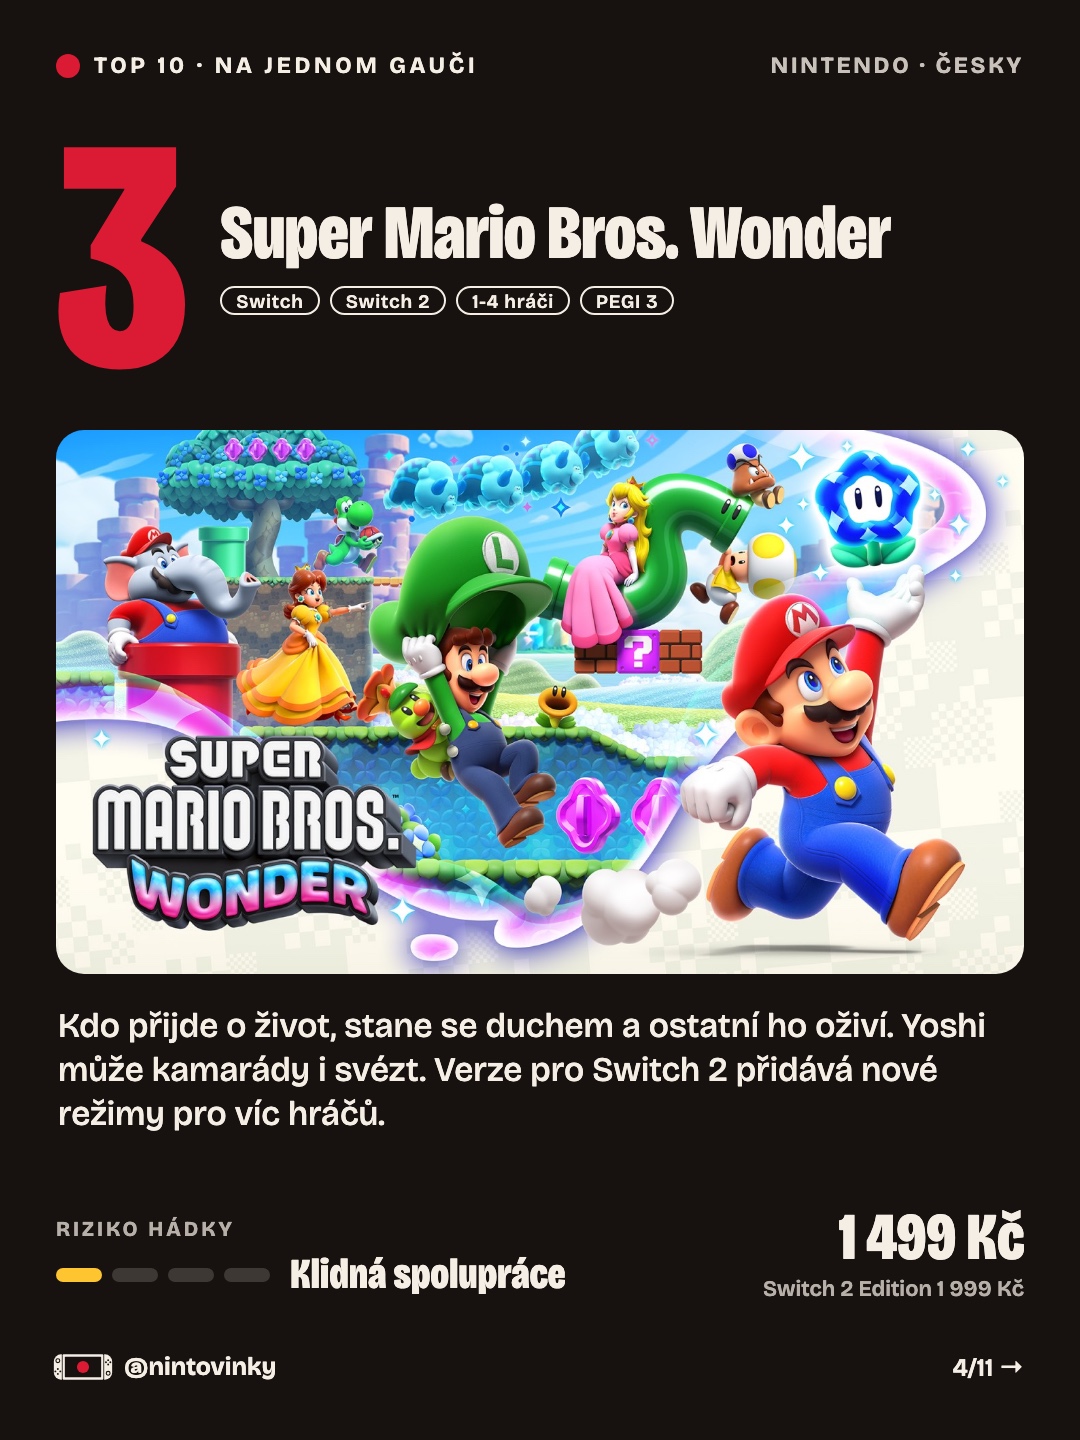 TOP 10 · NA JEDNOM GAUČI
NINTENDO · ČESKY
3
Super Mario Bros. Wonder
Switch
Switch 2
1-4 hráči
PEGI 3
L
M
M
?
SUPER
MARIO BROS.™
WONDER
Kdo přijde o život, stane se duchem a ostatní ho oživí. Yoshi
může kamarády i svézt. Verze pro Switch 2 přidává nové
režimy pro víc hráčů.
RIZIKO HÁDKY
Klidná spolupráce
1 499 Kč
Switch 2 Edition 1 999 Kč
@nintovinky
4/11 →